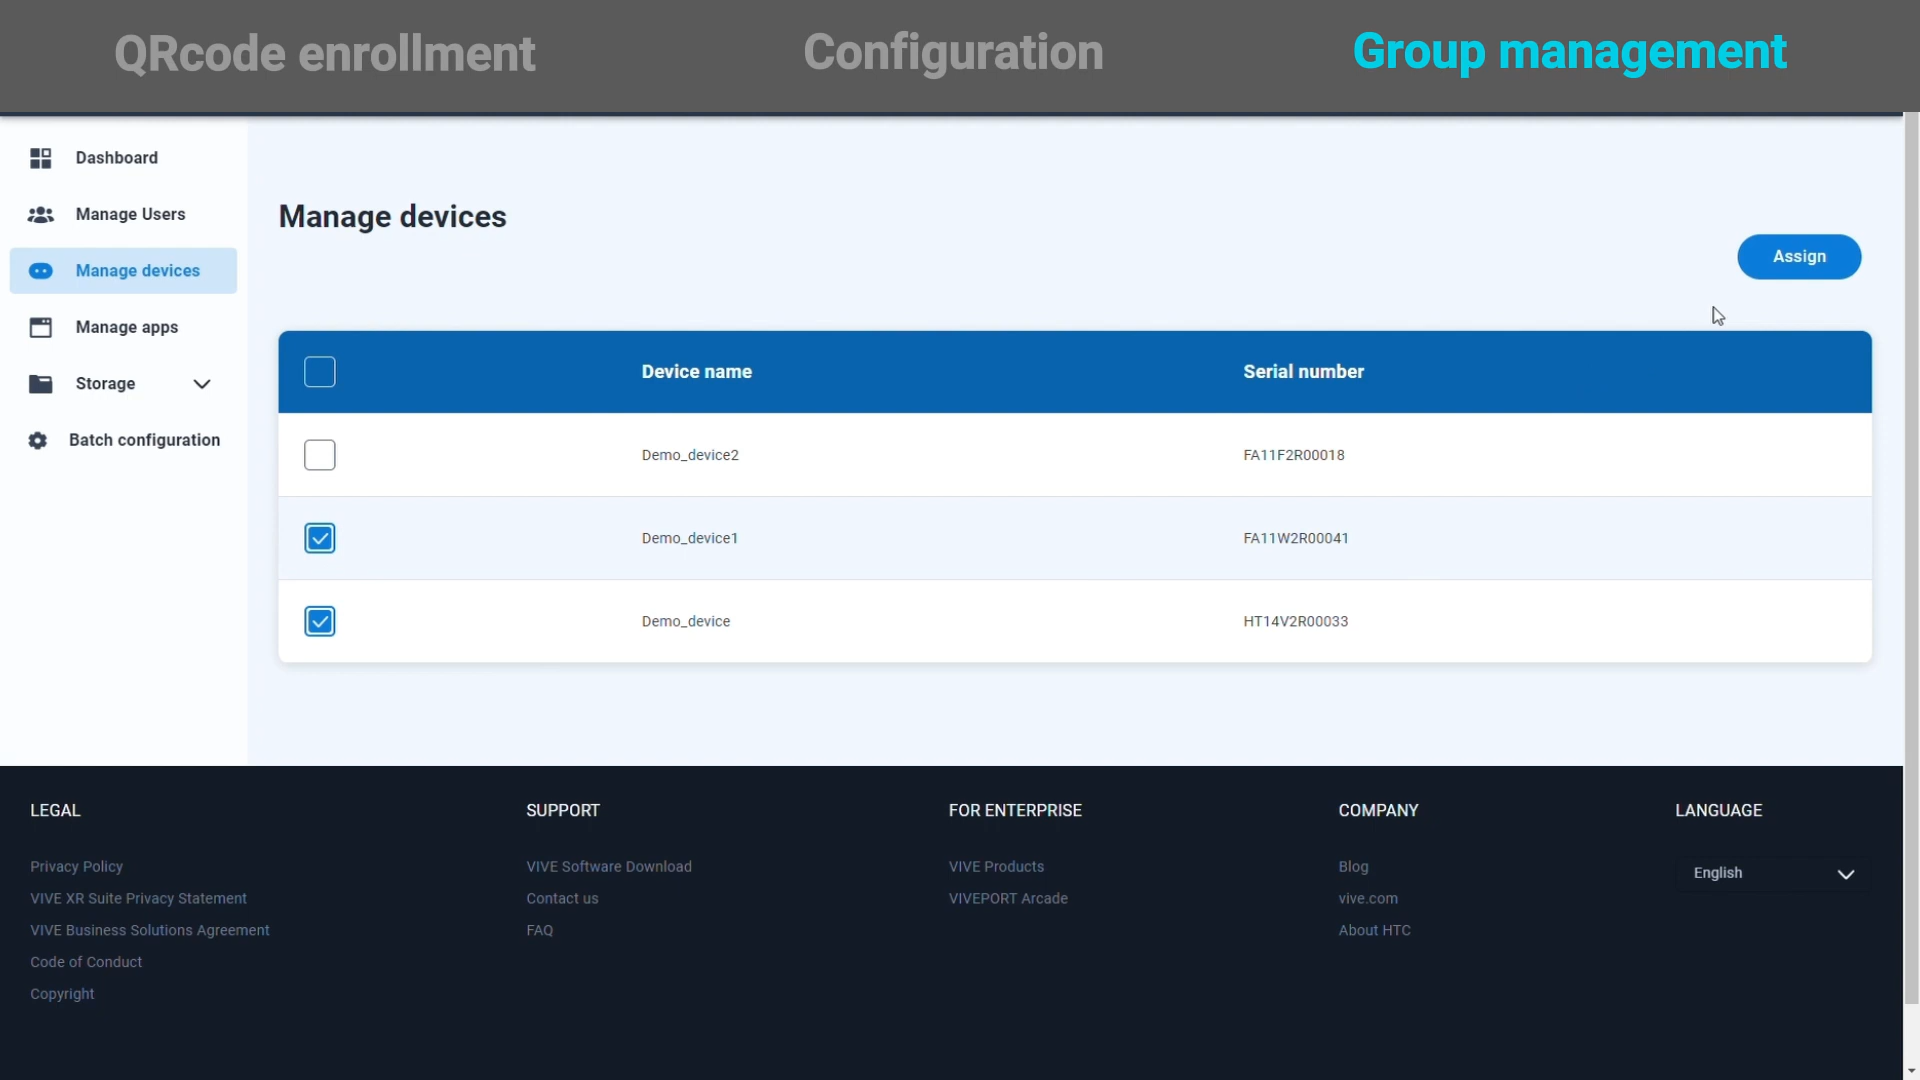 QRcode enrollment
Configuration
Group management
Dashboard
Manage Users
Manage devices
Manage apps
Storage
Batch configuration
Manage devices
Assign
Device name Serial number
Demo_device2 FA11F2R00018
Demo_device1 FA11W2R00041
Demo_device HT14V2R00033
LEGAL
Privacy Policy
VIVE XR Suite Privacy Statement
VIVE Business Solutions Agreement
Code of Conduct
Copyright
SUPPORT
VIVE Software Download
Contact us
FAQ
FOR ENTERPRISE
VIVE Products
VIVEPORT Arcade
COMPANY
Blog
vive.com
About HTC
LANGUAGE
English